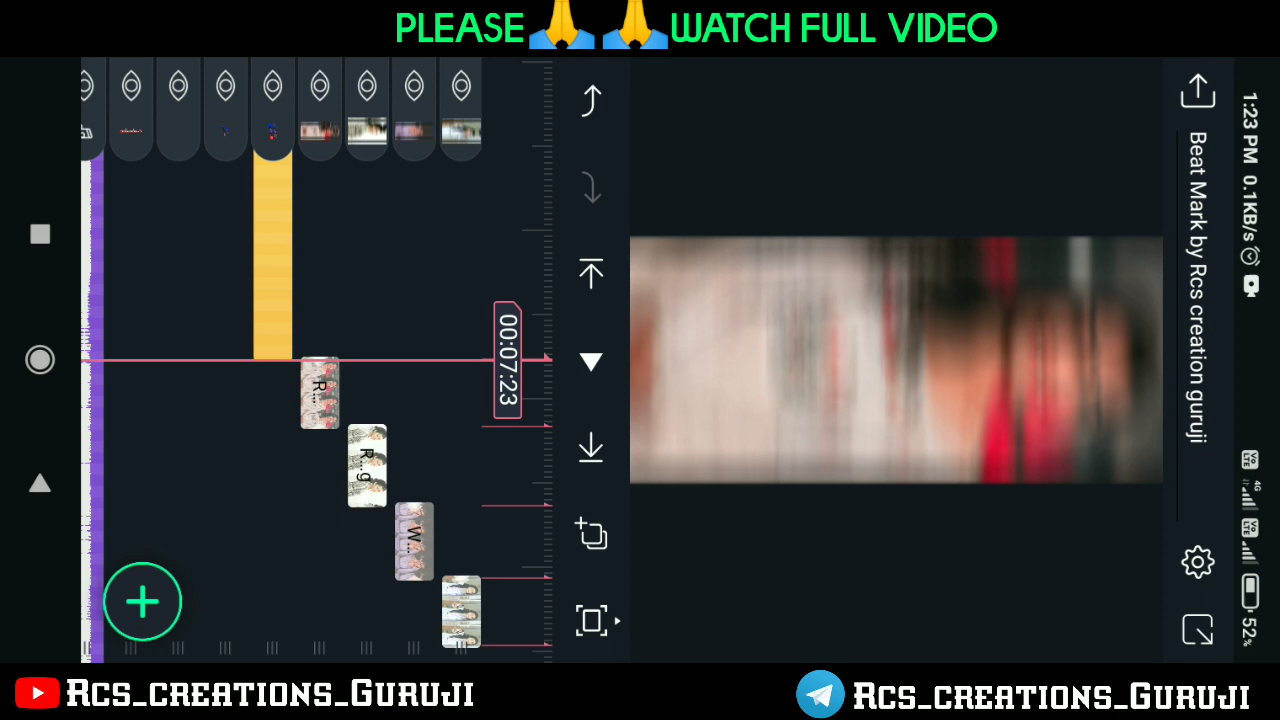 PLEASE🙏 🙏WATCH FULL VIDEO
1:23 PM 0.1KB/s 4G 52%
Beat Mark by Rcs creation guruji
00:07:23
R...
R...g
W..
Rcs_creations_Guruji
Rcs_creations_Guruji